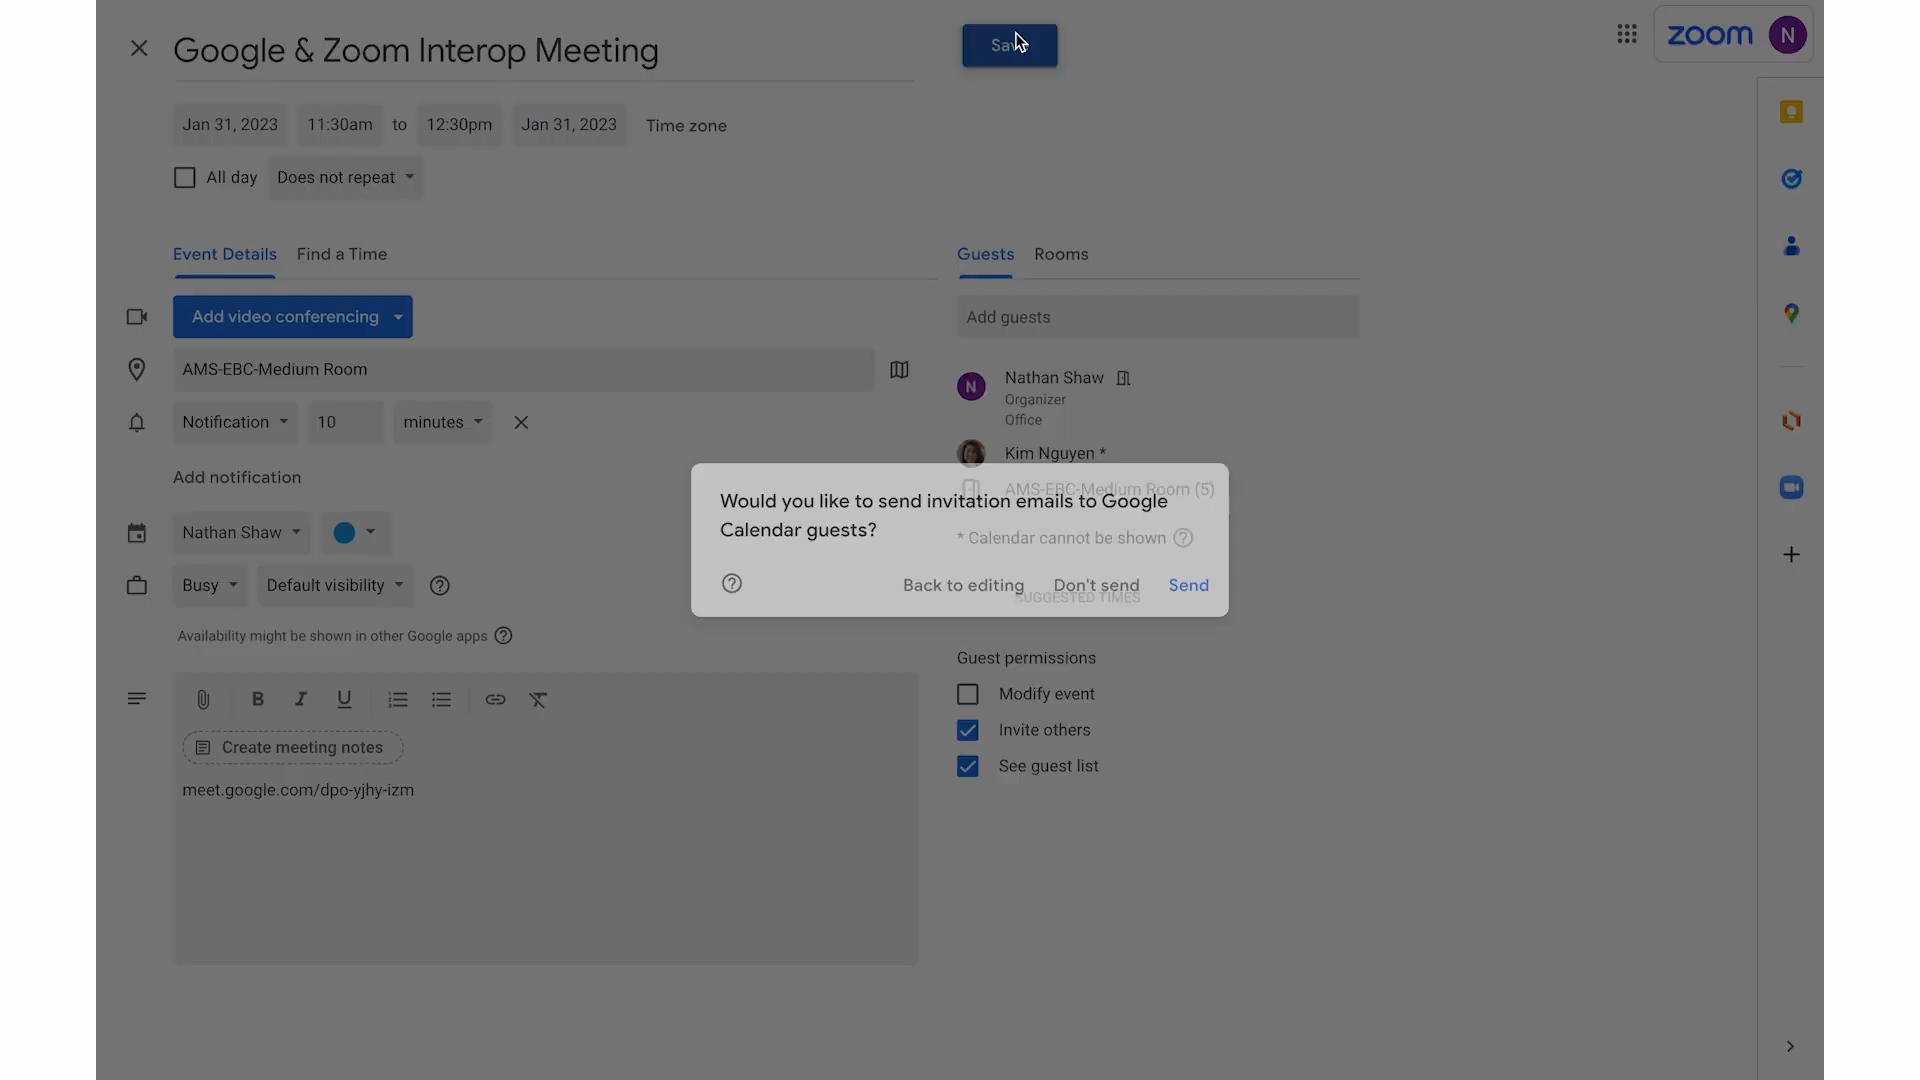 Google & Zoom Interop Meeting
Save
zoom
N
Jan 31, 2023 11:30am to 12:30pm Jan 31, 2023 Time zone
All day Does not repeat
Event Details Find a Time
Guests Rooms
Add video conferencing
Add guests
AMS-EBC-Medium Room
N
Nathan Shaw
Organizer
Office
Notification 10 minutes
Kim Nguyen *
Add notification
AMS-EBC-Medium Room (5)
* Calendar cannot be shown
Would you like to send invitation emails to Google
Calendar guests?
Back to editing Don't send Send
SUGGESTED TIMES
Nathan Shaw
Busy Default visibility
Availability might be shown in other Google apps
Guest permissions
Modify event
Invite others
See guest list
B I U
Create meeting notes
meet.google.com/dpo-yjhy-izm